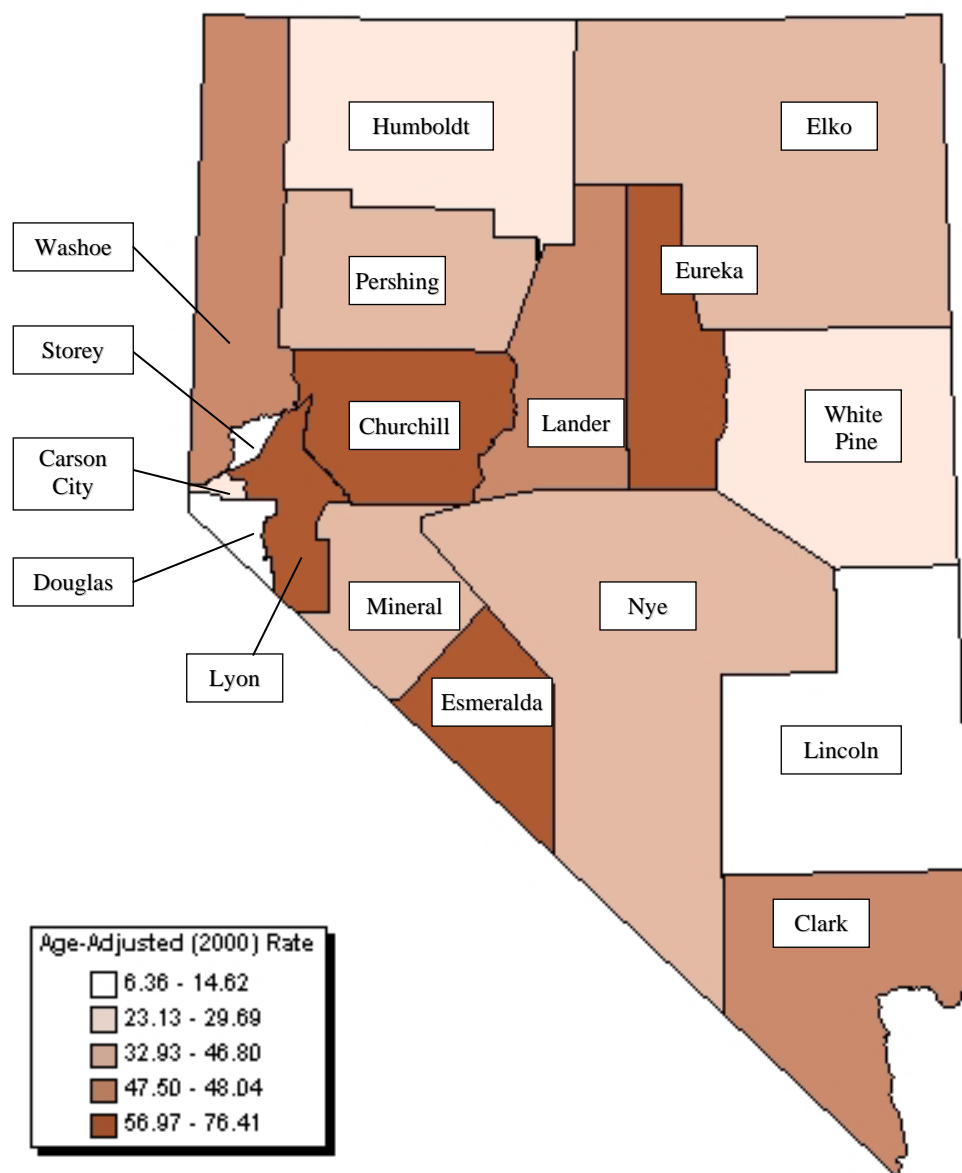 Humboldt
Elko
Washoe
Eureka
Pershing
Storey
Churchill
Lander
White
Pine
Carson
City
Douglas
Mineral
Nye
Lyon
Esmeralda
Lincoln
Clark
Age-Adjusted (2000) Rate
6.36 - 14.62
23.13 - 29.69
32.93 - 46.80
47.50 - 48.04
56.97 - 76.41